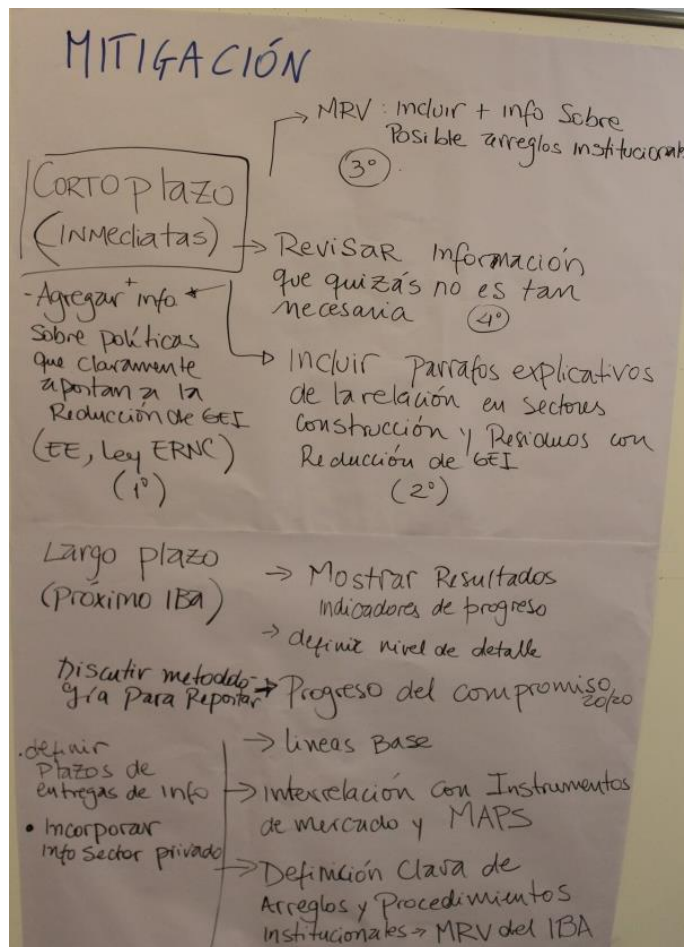 MITIGACIÓN
MRV : Incluir + info Sobre
Posible arreglos institucionales
(3°)
CORTO plazo
(INMediatas)
→ Revisar información
que quizás no es tan
necesaria (4°)
- Agregar + info
Sobre políticas
que claramente
aportan a la
Reducción de GEI
(EE, Ley ERNC)
(1°)
Incluir Parrafos explicativos
de la relación en sectores
construcción y Residuos con
Reducción de GEI
(2°)
Largo plazo
(Próximo IBA)
→ Mostrar Resultados
indicadores de progreso
→ definir nivel de detalle
Discutir metodolo-
gía Para Reportar → Progreso del compromiso 20/20
→ lineas Base
. definir
Plazos de
entregas de info
• Incorporar
info Sector privado
→ interrelación con Instrumentos
de mercado y MAPS
→ Definición Clara de
Arreglos y Procedimientos
institucionales → MRV del IBA